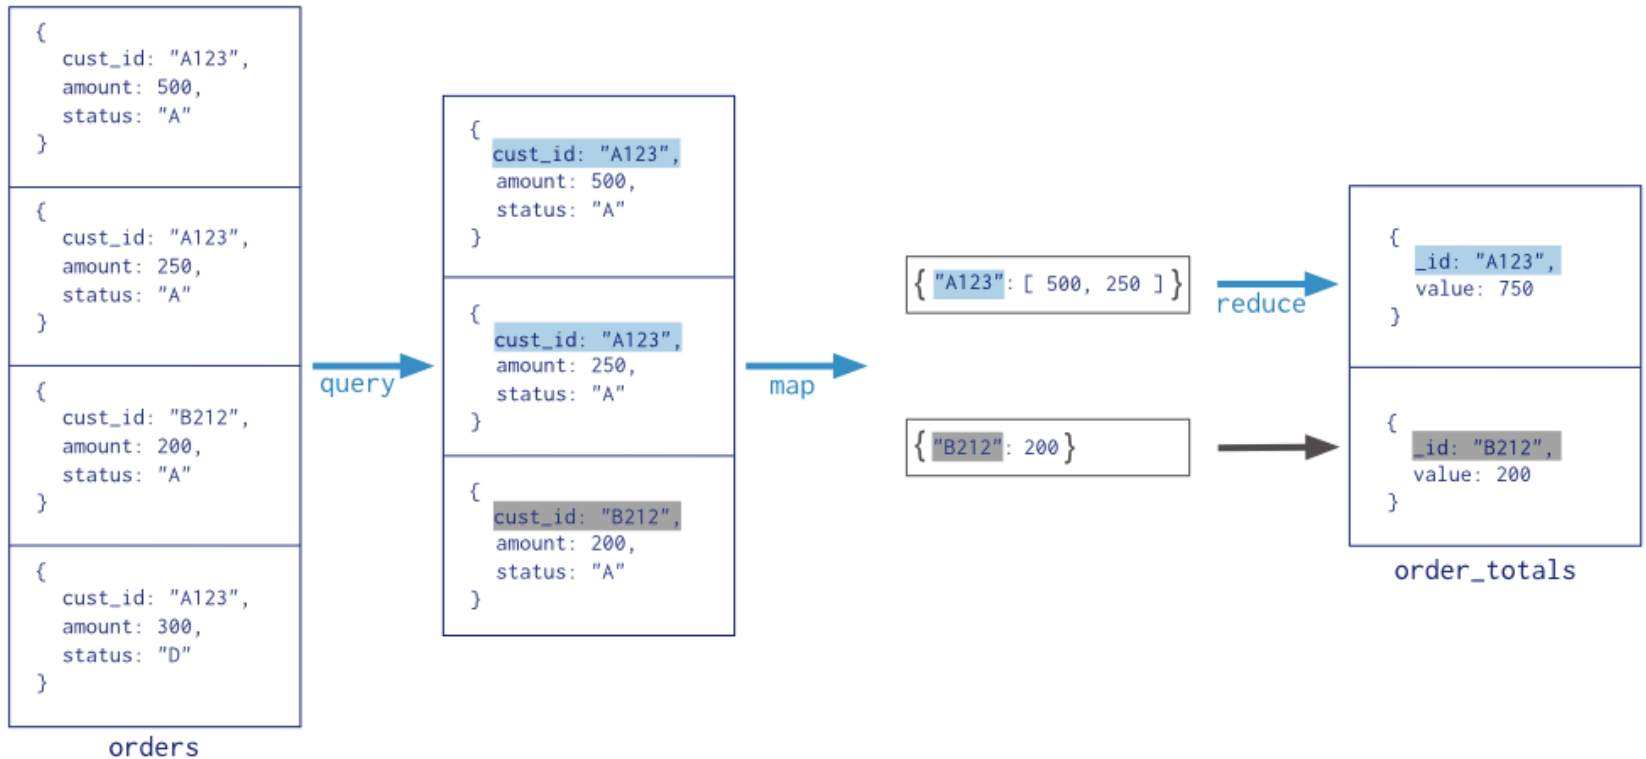 {
cust_id: "A123",
amount: 500,
status: "A"
}
{
cust_id: "A123",
amount: 250,
status: "A"
}
{
cust_id: "B212",
amount: 200,
status: "A"
}
{
cust_id: "A123",
amount: 300,
status: "D"
}
orders
query
{
cust_id: "A123",
amount: 500,
status: "A"
}
{
cust_id: "A123",
amount: 250,
status: "A"
}
{
cust_id: "B212",
amount: 200,
status: "A"
}
map
{"A123": [ 500, 250 ]}
{"B212": 200}
reduce
{
_id: "A123",
value: 750
}
{
_id: "B212",
value: 200
}
order_totals